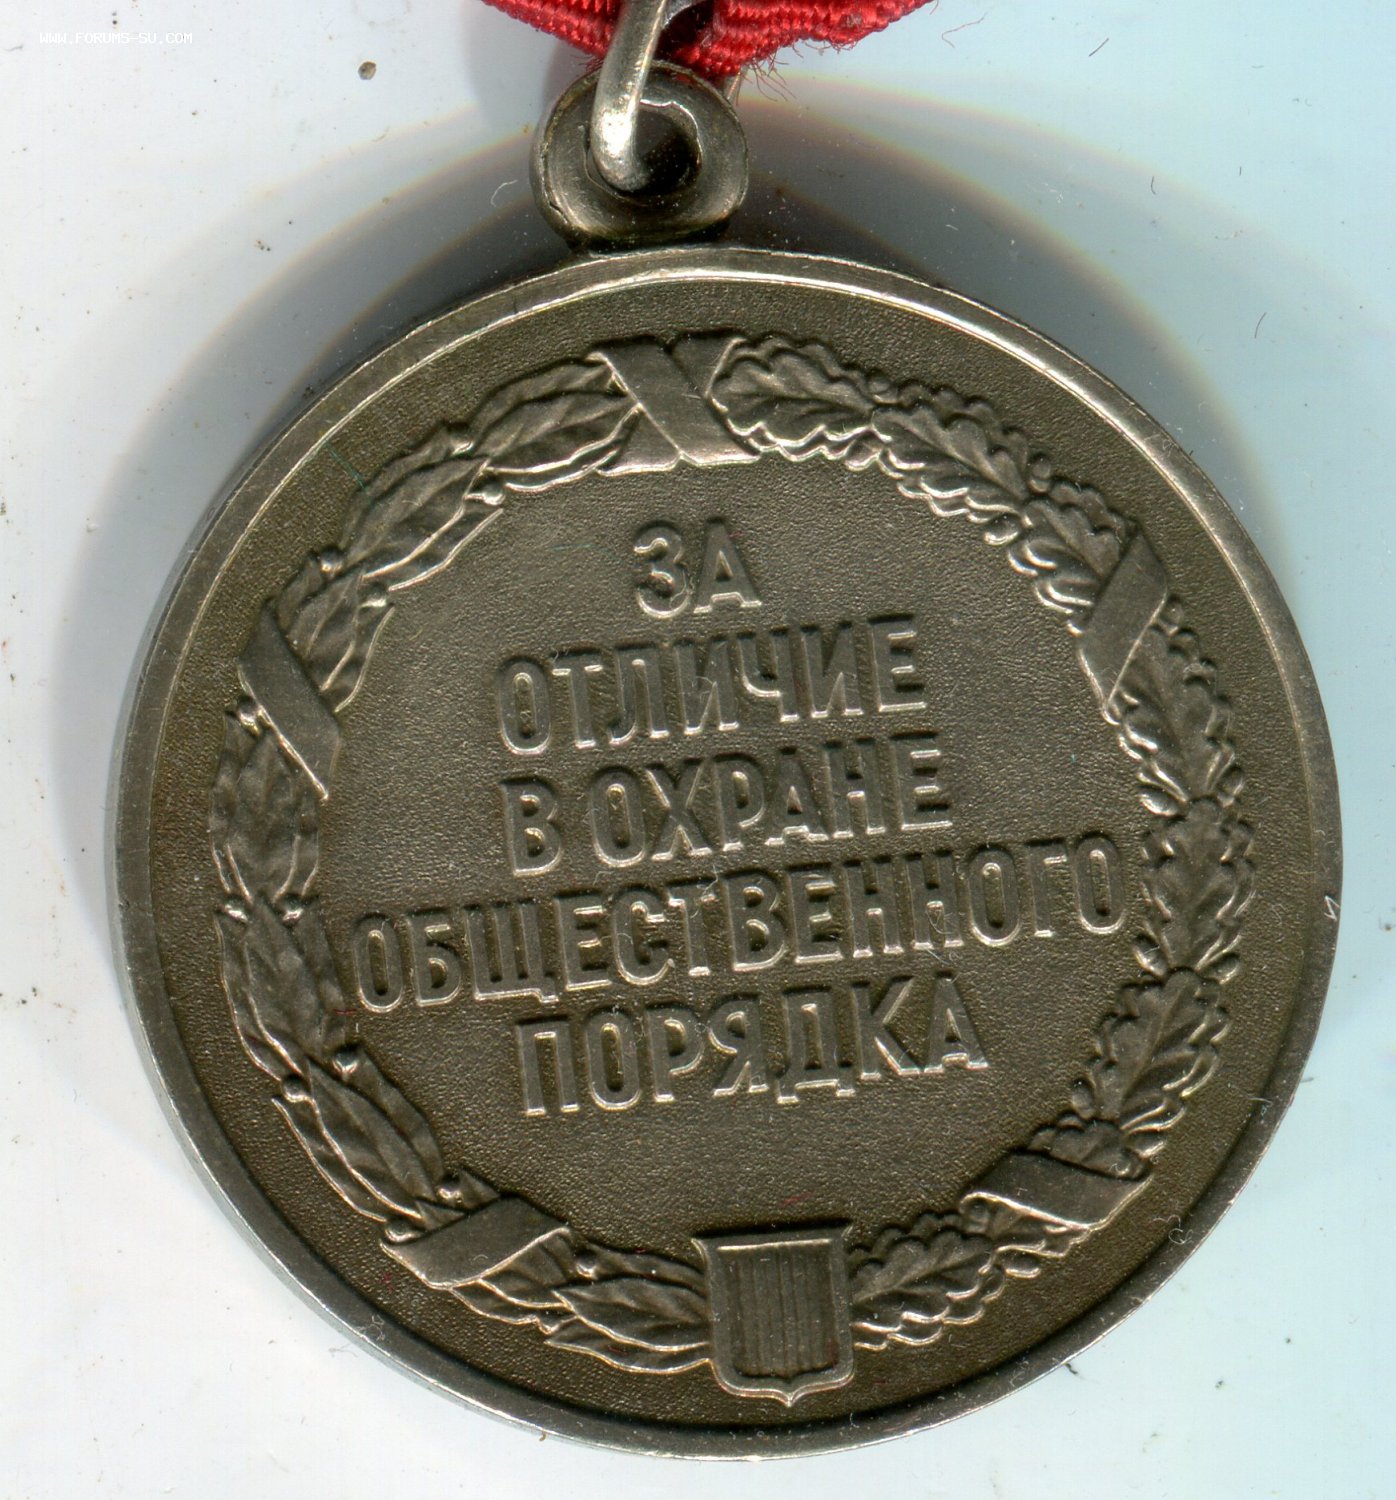 WWW.FORUMS-SU.COM
ЗА
ОТЛИЧИЕ
В ОХРАНЕ
ОБЩЕСТВЕННОГО
ПОРЯДКА